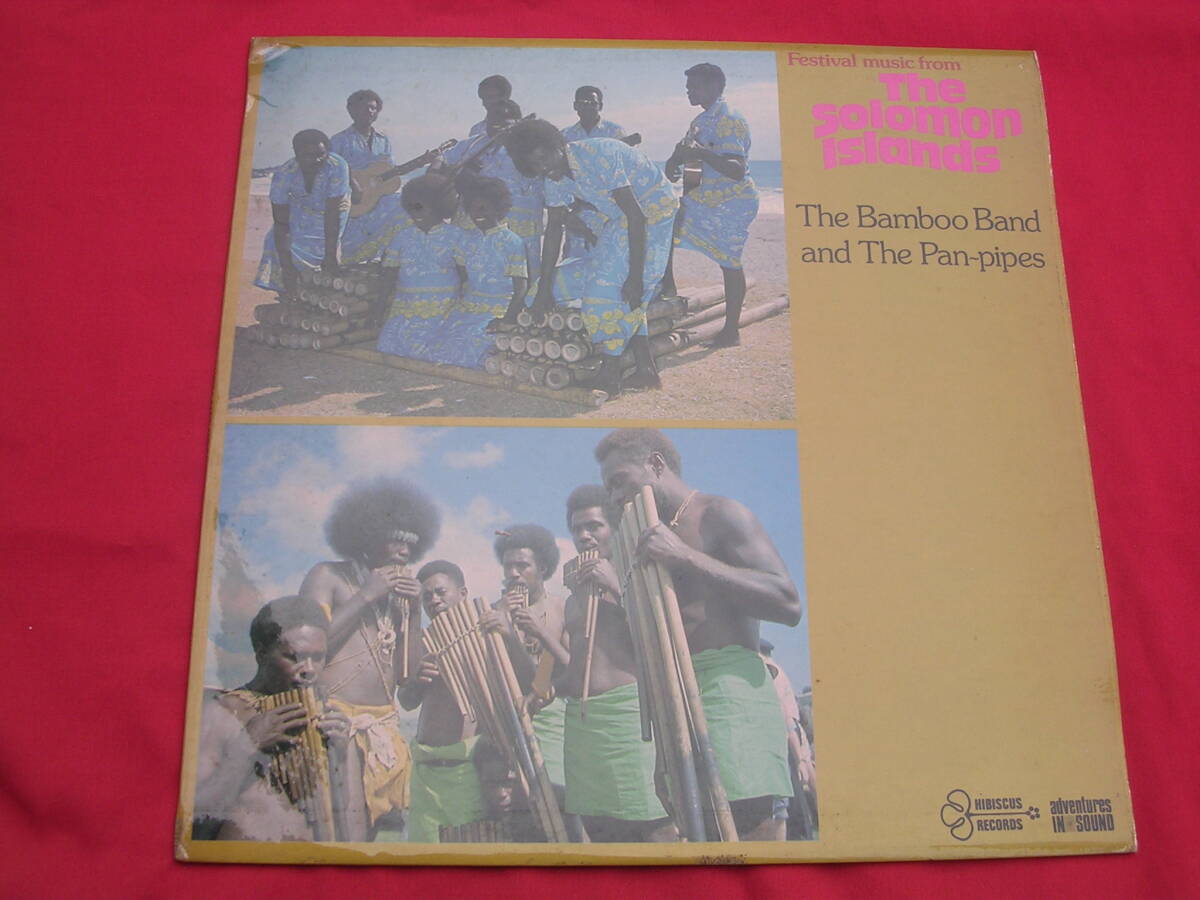 Festival music from
The
Solomon
Islands
The Bamboo Band
and The Pan-pipes
HIBISCUS
RECORDS
adventures
IN SOUND